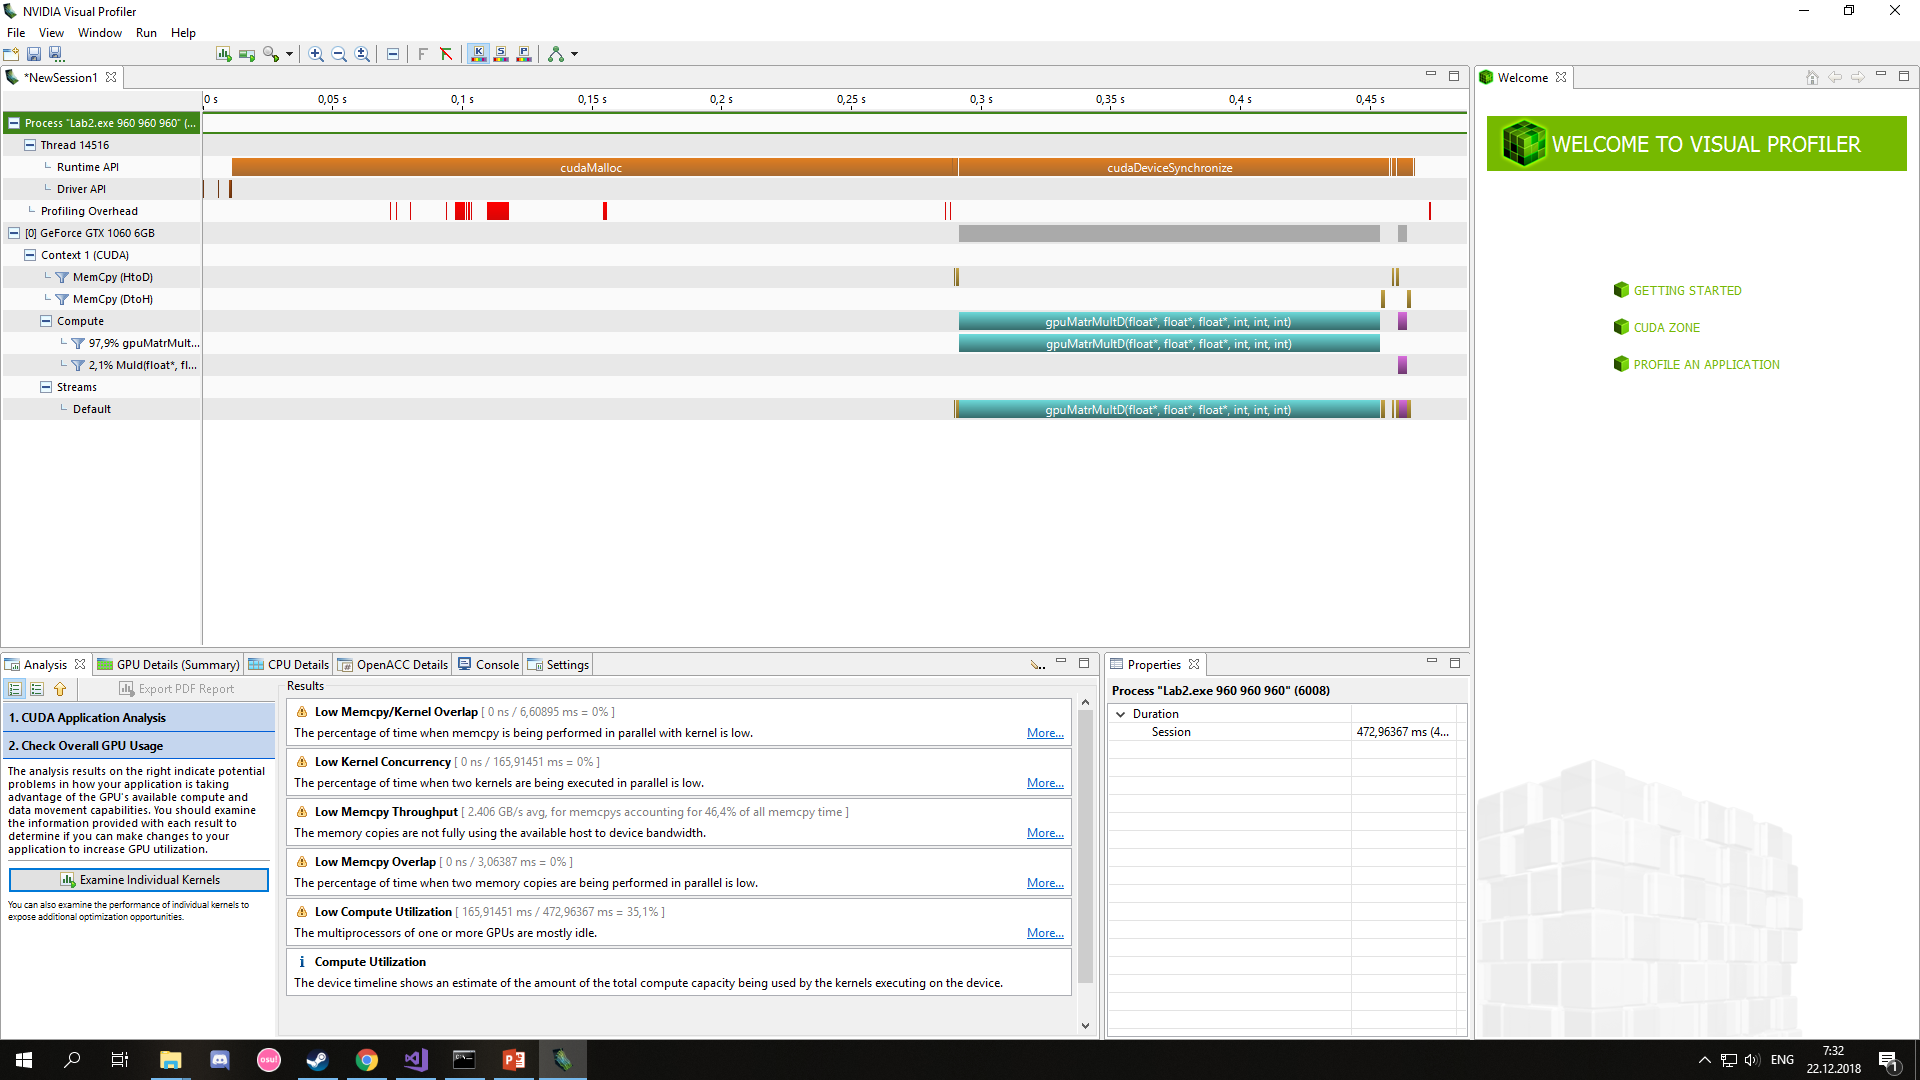 NVIDIA Visual Profiler
File View Window Run Help
*NewSession1
0 s 0,05 s 0,1 s 0,15 s 0,2 s 0,25 s 0,3 s 0,35 s 0,4 s 0,45 s
Process "Lab2.exe 960 960 960" (...
Thread 14516
Runtime API cudaMalloc cudaDeviceSynchronize
Driver API
Profiling Overhead
[0] GeForce GTX 1060 6GB
Context 1 (CUDA)
MemCpy (HtoD)
MemCpy (DtoH)
Compute gpuMatrMultD(float*, float*, float*, int, int, int)
97,9% gpuMatrMult... gpuMatrMultD(float*, float*, float*, int, int, int)
2,1% Muld(float*, fl...
Streams
Default gpuMatrMultD(float*, float*, float*, int, int, int)
Welcome
WELCOME TO VISUAL PROFILER
GETTING STARTED
CUDA ZONE
PROFILE AN APPLICATION
Analysis GPU Details (Summary) CPU Details OpenACC Details Console Settings
Export PDF Report
1. CUDA Application Analysis
2. Check Overall GPU Usage
The analysis results on the right indicate potential
problems in how your application is taking
advantage of the GPU's available compute and
data movement capabilities. You should examine
the information provided with each result to
determine if you can make changes to your
application to increase GPU utilization.
Examine Individual Kernels
You can also examine the performance of individual kernels to
expose additional optimization opportunities.
Results
Low Memcpy/Kernel Overlap [ 0 ns / 6,60895 ms = 0% ]
The percentage of time when memcpy is being performed in parallel with kernel is low. More...
Low Kernel Concurrency [ 0 ns / 165,91451 ms = 0% ]
The percentage of time when two kernels are being executed in parallel is low. More...
Low Memcpy Throughput [ 2.406 GB/s avg, for memcpys accounting for 46,4% of all memcpy time ]
The memory copies are not fully using the available host to device bandwidth. More...
Low Memcpy Overlap [ 0 ns / 3,06387 ms = 0% ]
The percentage of time when two memory copies are being performed in parallel is low. More...
Low Compute Utilization [ 165,91451 ms / 472,96367 ms = 35,1% ]
The multiprocessors of one or more GPUs are mostly idle. More...
Compute Utilization
The device timeline shows an estimate of the amount of the total compute capacity being used by the kernels executing on the device.
Properties
Process "Lab2.exe 960 960 960" (6008)
Duration
Session 472,96367 ms (4...
osu!
ENG
7:32
22.12.2018
1